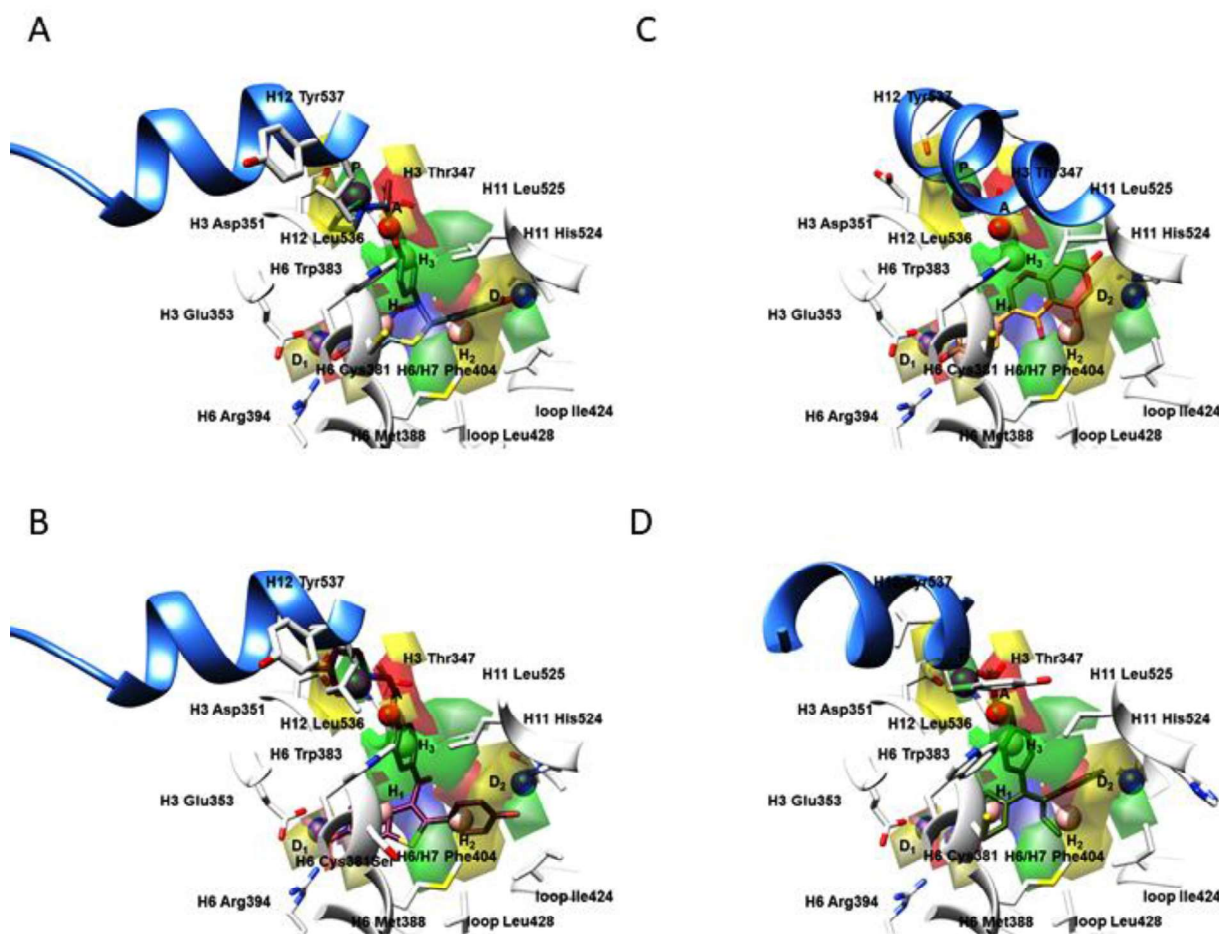 A
H12 Tyr537
P
H3 Thr347
H11 Leu525
A
H3 Asp351
H12 Leu536
H11 His524
H6 Trp383
H3
H1
D2
H3 Glu353
D1
H2
H6 Cys381
H6/H7 Phe404
H6 Arg394
loop Ile424
H6 Met388
loop Leu428
C
H12 Tyr537
P
H3 Thr347
H11 Leu525
A
H3 Asp351
H12 Leu536
H11 His524
H6 Trp383
H3
H1
D2
H3 Glu353
D1
H2
H6 Cys381
H6/H7 Phe404
H6 Arg394
loop Ile424
H6 Met388
loop Leu428
B
H12 Tyr537
H3 Thr347
H11 Leu525
A
H3 Asp351
H12 Leu536
H11 His524
H6 Trp383
H3
H1
D2
H3 Glu353
D1
H2
H6 Cys381Sei
H6/H7 Phe404
H6 Arg394
loop Ile424
H6 Met388
loop Leu428
D
H12 Tyr537
H3 Thr347
H11 Leu525
A
H3 Asp351
H12 Leu536
H11 His524
H6 Trp383
H3
H1
D2
H3 Glu353
D1
H2
H6 Cys381
H6/H7 Phe404
H6 Arg394
loop Ile424
H6 Met388
loop Leu428